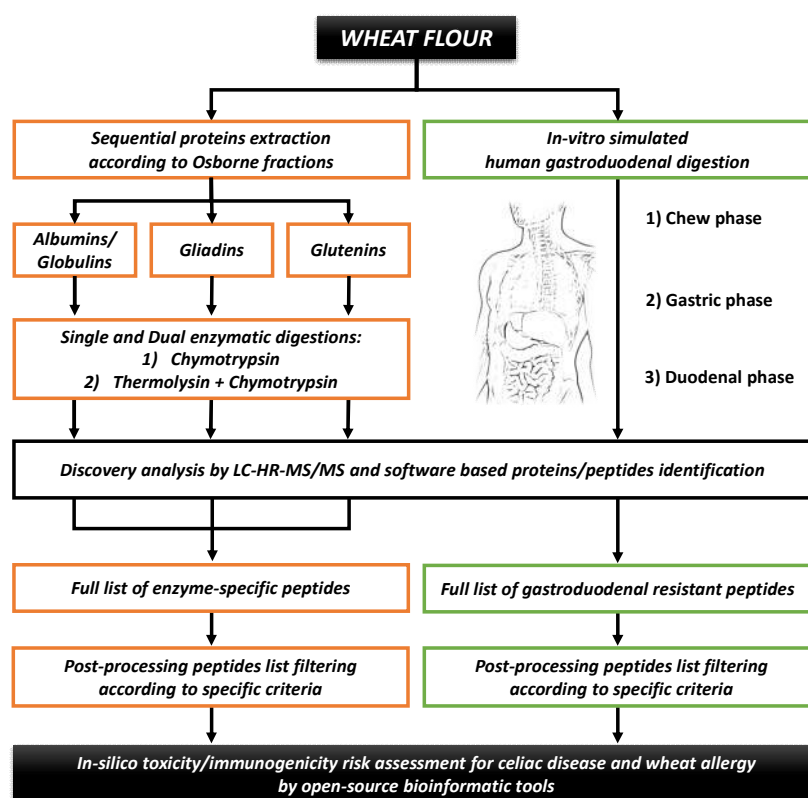 WHEAT FLOUR
Sequential proteins extraction
according to Osborne fractions
In-vitro simulated
human gastroduodenal digestion
Albumins/
Globulins
Gliadins
Glutenins
1) Chew phase
2) Gastric phase
3) Duodenal phase
Single and Dual enzymatic digestions:
1) Chymotrypsin
2) Thermolysin + Chymotrypsin
Discovery analysis by LC-HR-MS/MS and software based proteins/peptides identification
Full list of enzyme-specific peptides
Full list of gastroduodenal resistant peptides
Post-processing peptides list filtering
according to specific criteria
Post-processing peptides list filtering
according to specific criteria
In-silico toxicity/immunogenicity risk assessment for celiac disease and wheat allergy
by open-source bioinformatic tools